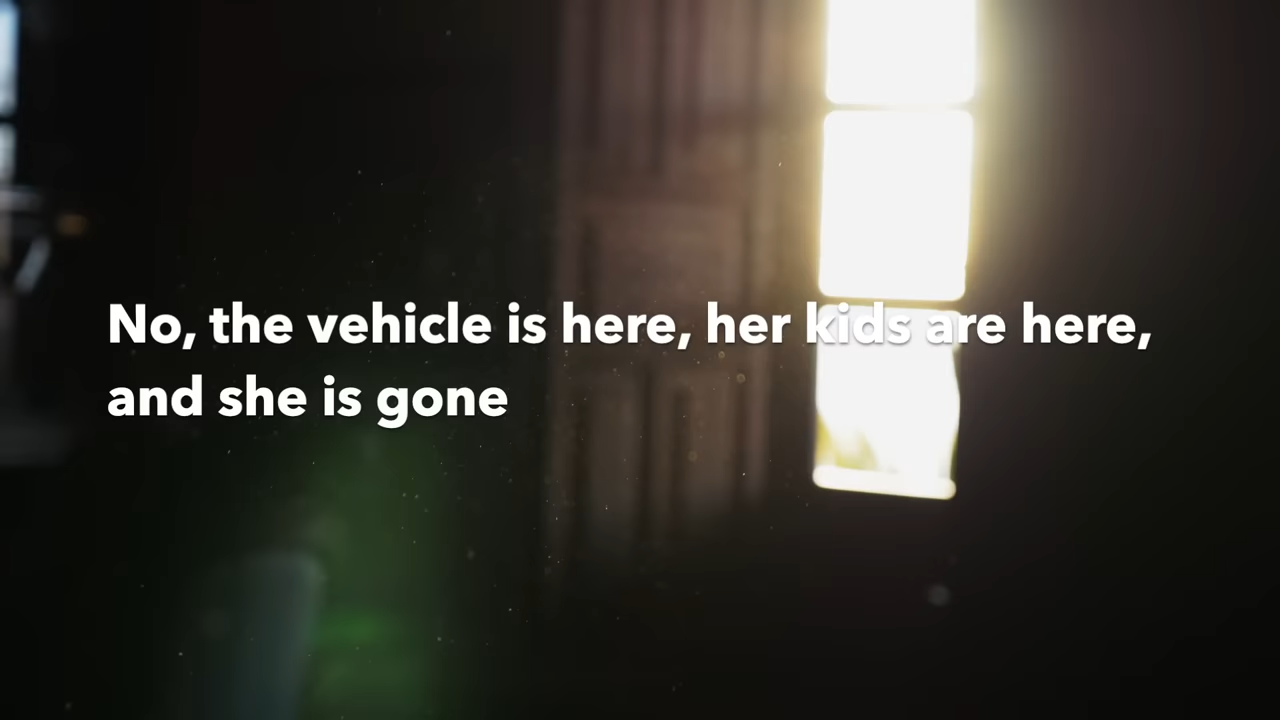 No, the vehicle is here, her kids are here,
and she is gone